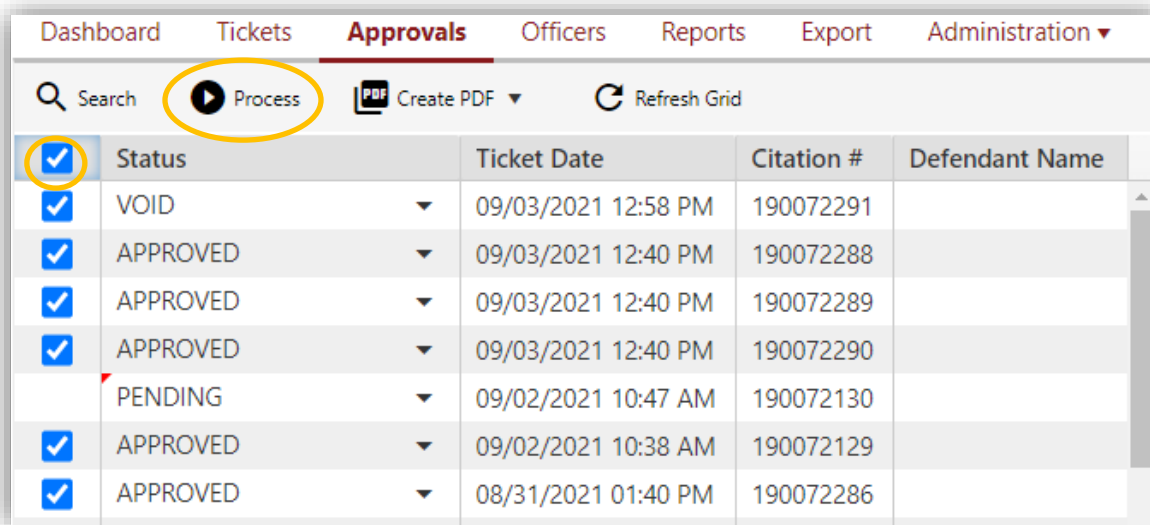 Dashboard Tickets Approvals Officers Reports Export Administration ▾
Search Process PDF Create PDF ▼ Refresh Grid
Status Ticket Date Citation # Defendant Name
VOID 09/03/2021 12:58 PM 190072291
APPROVED 09/03/2021 12:40 PM 190072288
APPROVED 09/03/2021 12:40 PM 190072289
APPROVED 09/03/2021 12:40 PM 190072290
PENDING 09/02/2021 10:47 AM 190072130
APPROVED 09/02/2021 10:38 AM 190072129
APPROVED 08/31/2021 01:40 PM 190072286